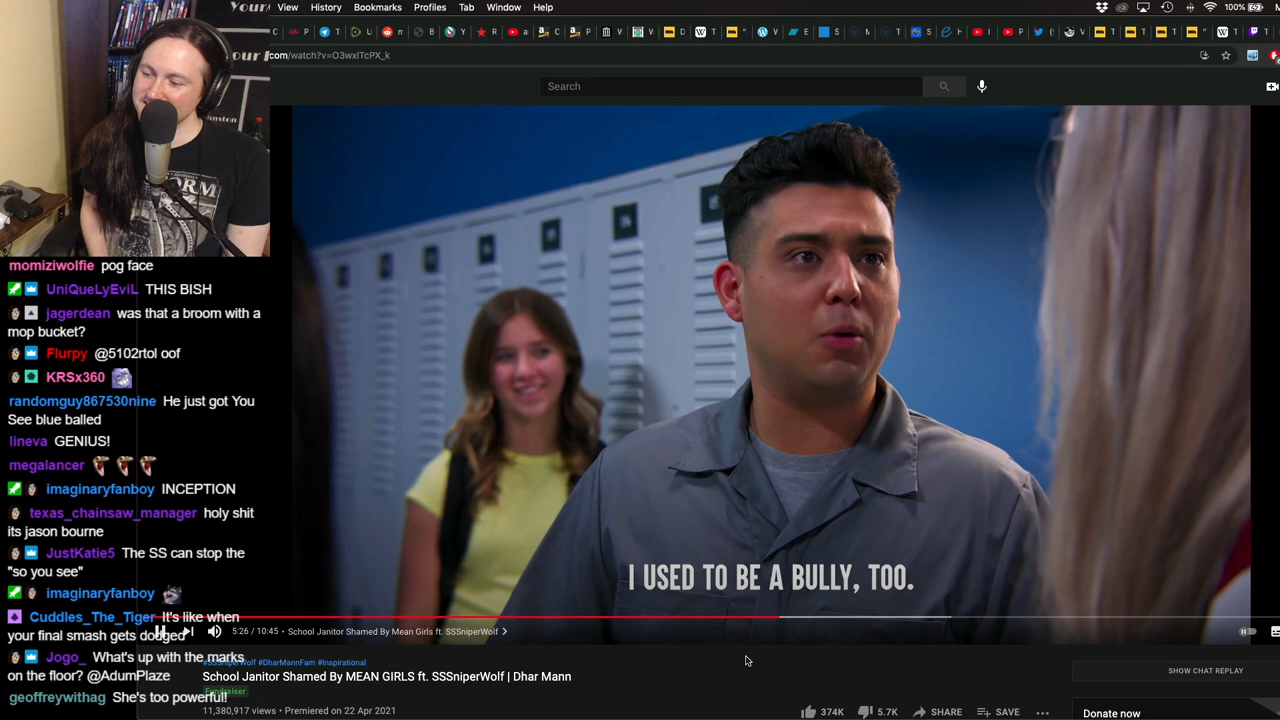 View History Bookmarks Profiles Tab Window Help
100%
com/watch?v=O3wxlTcPX_k
Search
momiziwolfie pog face
UniQueLyEviL THIS BISH
jagerdean was that a broom with a
mop bucket?
Flurpy @5102rtol oof
KRSx360
randomguy867530nine He just got You
See blue balled
lineva GENIUS!
megalancer
imaginaryfanboy INCEPTION
texas_chainsaw_manager holy shit
its jason bourne
JustKatie5 The SS can stop the
"so you see"
imaginaryfanboy
Cuddles_The_Tiger It's like when
your final smash gets dodged
Jogo_ What's up with the marks
on the floor? @AdumPlaze
geoffreywithag She's too powerful!
I USED TO BE A BULLY, TOO.
5:26 / 10:45 School Janitor Shamed By Mean Girls ft. SSSniperWolf
#SSSniperWolf #DharMannFam #Inspirational
School Janitor Shamed By MEAN GIRLS ft. SSSniperWolf | Dhar Mann
Fundraiser
11,380,917 views • Premiered on 22 Apr 2021
374K 5.7K SHARE SAVE
SHOW CHAT REPLAY
Donate now